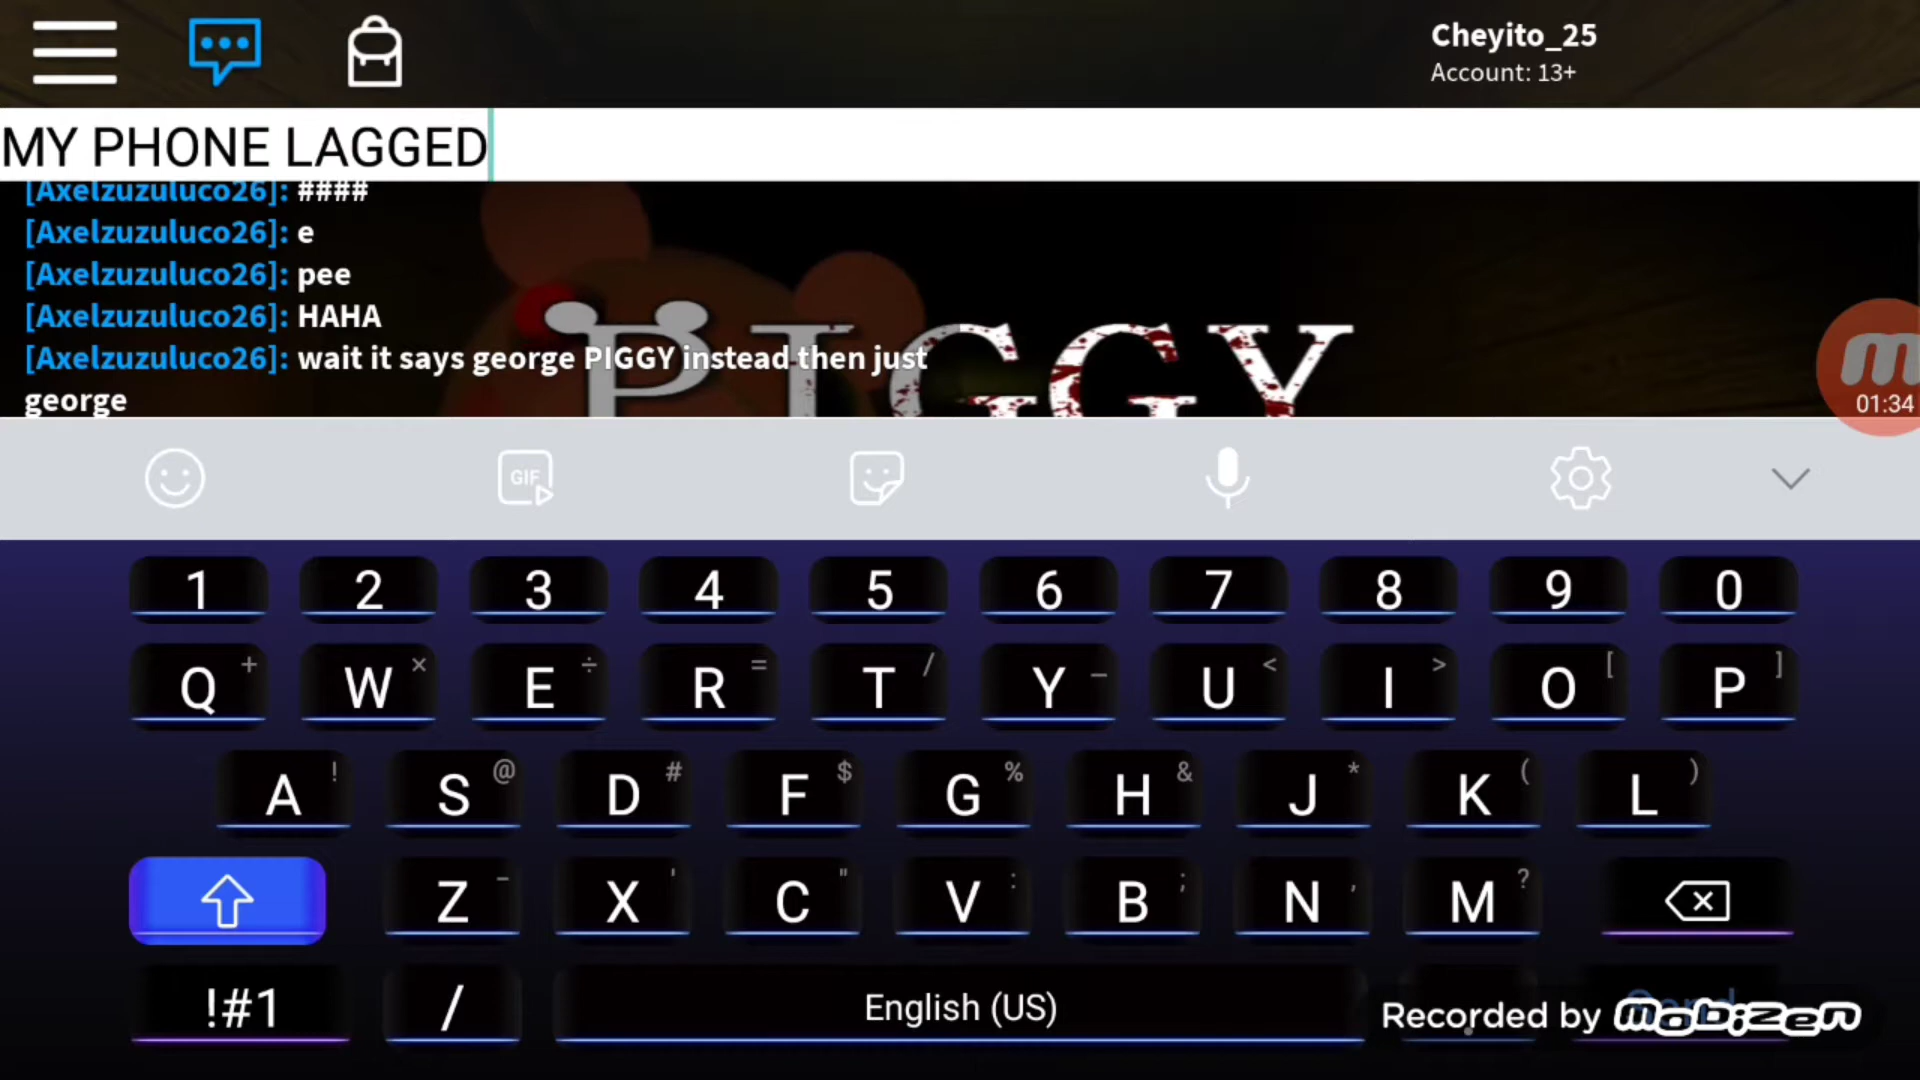 Cheyito_25
Account: 13+
MY PHONE LAGGED
[Axelzuzuluco26]: ####
[Axelzuzuluco26]: e
[Axelzuzuluco26]: pee
[Axelzuzuluco26]: HAHA
[Axelzuzuluco26]: wait it says george PIGGY instead then just
george
PIGGY
01:34
GIF
1 2 3 4 5 6 7 8 9 0
Q + W × E ÷ R = T / Y _ U < I > O [ P ]
A ! S @ D # F $ G % H & J * K ( L )
Z - X ' C " V : B ; N , M ?
!#1 / English (US)
Recorded by mobizen